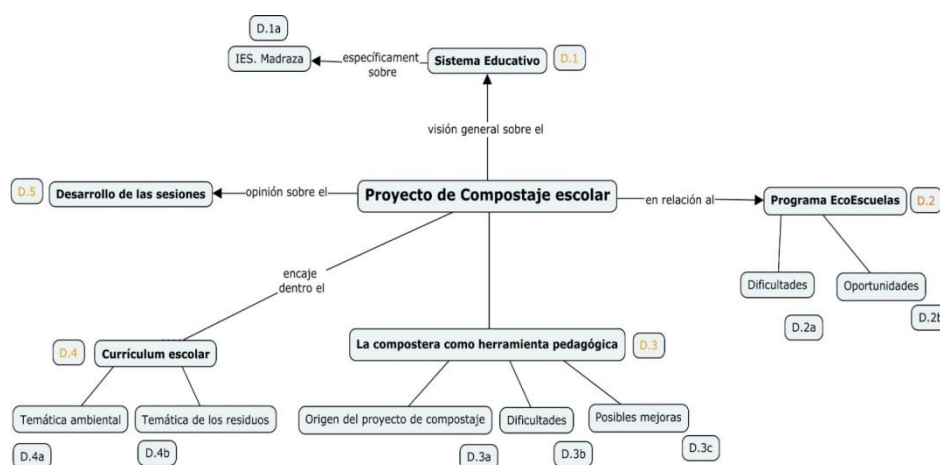 D.1a
IES. Madraza
específicament
sobre
Sistema Educativo
D.1
visión general sobre el
D.5
Desarrollo de las sesiones
opinión sobre el
Proyecto de Compostaje escolar
en relación al
Programa EcoEscuelas
D.2
encaje
dentro el
Dificultades
Oportunidades
D.2a
D.2b
D.4
Currículum escolar
La compostera como herramienta pedagógica
D.3
Temática ambiental
Temática de los residuos
Origen del proyecto de compostaje
Dificultades
Posibles mejoras
D.4a
D.4b
D.3a
D.3b
D.3c